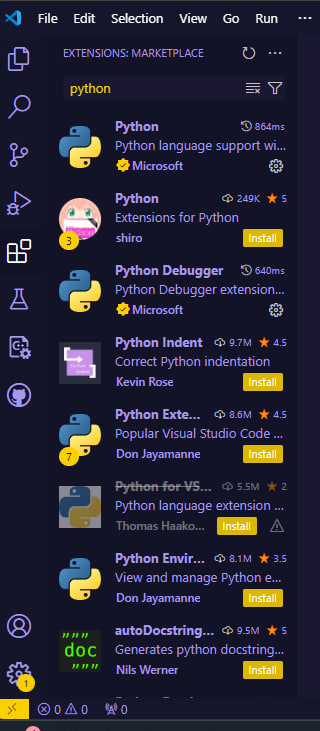 File Edit Selection View Go Run ...
EXTENSIONS: MARKETPLACE ...
python
Python 864ms
Python language support wi...
Microsoft
Python 249K 5
Extensions for Python
shiro Install
3
Python Debugger 640ms
Python Debugger extension...
Microsoft
Python Indent 9.7M 4.5
Correct Python indentation
Kevin Rose Install
Python Exte... 8.6M 4.5
Popular Visual Studio Code ...
Don Jayamanne Install
7
Python for VS... 5.5M 2
Python language extension ...
Thomas Haako... Install
Python Envir... 8.1M 3.5
View and manage Python e...
Don Jayamanne Install
autoDocstring... 9.5M 5
"""
doc
"""
Generates python docstring...
Nils Werner Install
1
0 0 0